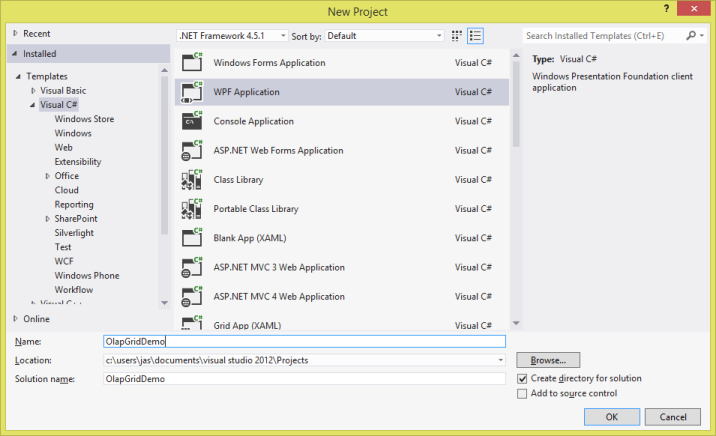 New Project
? x
Recent
.NET Framework 4.5.1 Sort by: Default
Search Installed Templates (Ctrl+E)
Installed
Templates
Visual Basic
Visual C#
Windows Store
Windows
Web
Extensibility
Office
Cloud
Reporting
SharePoint
Silverlight
Test
WCF
Windows Phone
Workflow
Visual C++
Online
Windows Forms Application Visual C#
WPF Application Visual C#
Console Application Visual C#
ASP.NET Web Forms Application Visual C#
Class Library Visual C#
Portable Class Library Visual C#
Blank App (XAML) Visual C#
ASP.NET MVC 3 Web Application Visual C#
ASP.NET MVC 4 Web Application Visual C#
Grid App (XAML) Visual C#
Type: Visual C#
Windows Presentation Foundation client
application
Name: OlapGridDemo
Location: c:\users\jas\documents\visual studio 2012\Projects
Browse...
Solution name: OlapGridDemo
Create directory for solution
Add to source control
OK Cancel